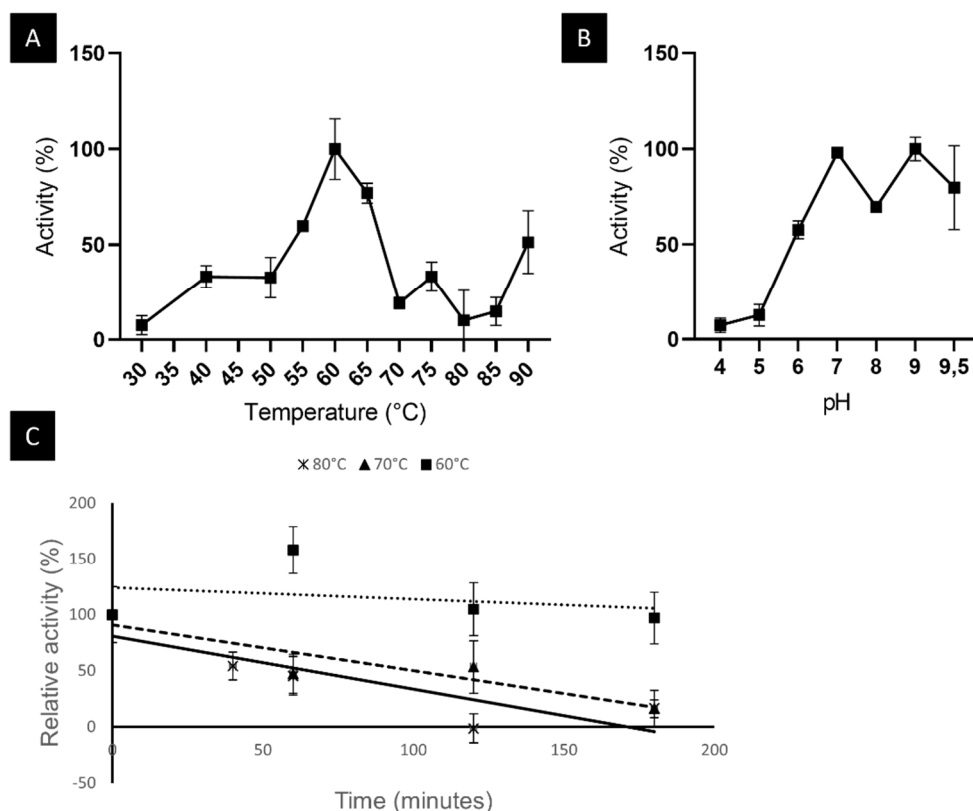 A
150
100
50
0
Activity (%)
30 35 40 45 50 55 60 65 70 75 80 85 90
Temperature (°C)
B
150
100
50
0
Activity (%)
4 5 6 7 8 9 9,5
pH
C
80°C 70°C 60°C
200
150
100
50
0
-50
Relative activity (%)
0 50 100 150 200
Time (minutes)